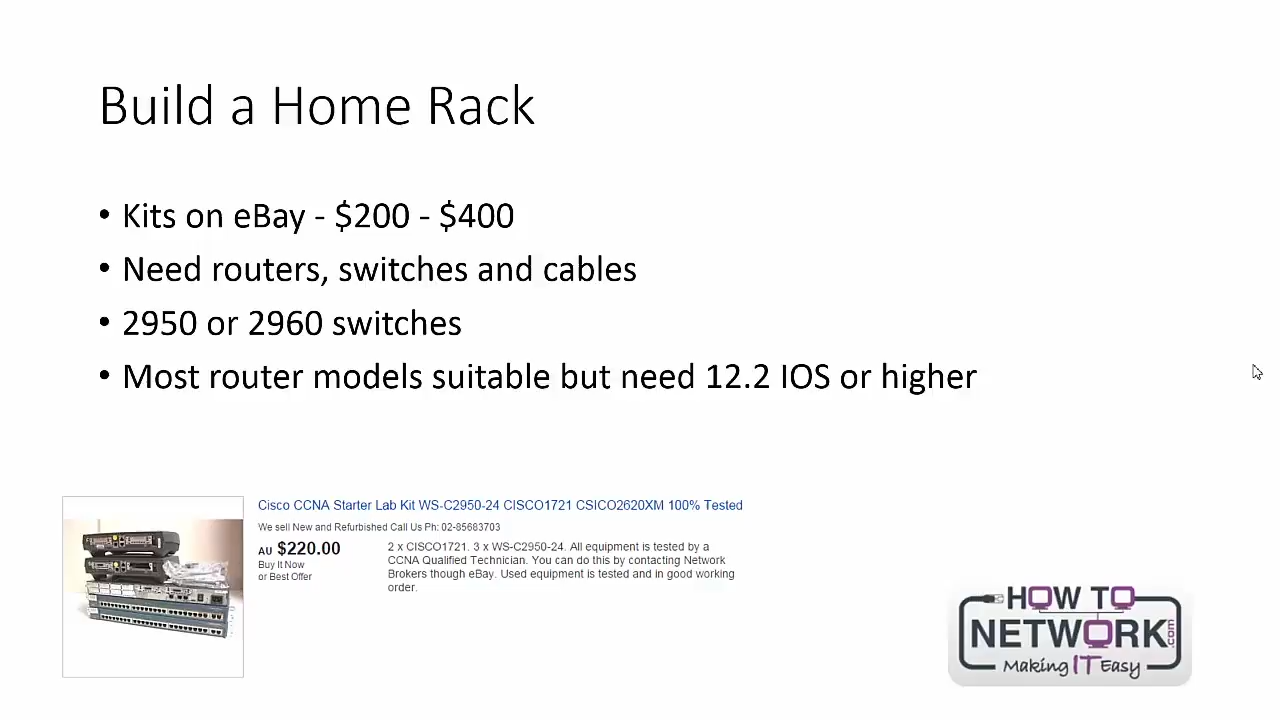 Build a Home Rack
• Kits on eBay - $200 - $400
• Need routers, switches and cables
• 2950 or 2960 switches
• Most router models suitable but need 12.2 IOS or higher
Cisco CCNA Starter Lab Kit WS-C2950-24 CISCO1721 CSICO2620XM 100% Tested
We sell New and Refurbished Call Us Ph: 02-85683703
AU $220.00
Buy It Now
or Best Offer
2 x CISCO1721. 3 x WS-C2950-24. All equipment is tested by a
CCNA Qualified Technician. You can do this by contacting Network
Brokers though eBay. Used equipment is tested and in good working
order.
HOW TO
NETWORK.com
Making IT Easy